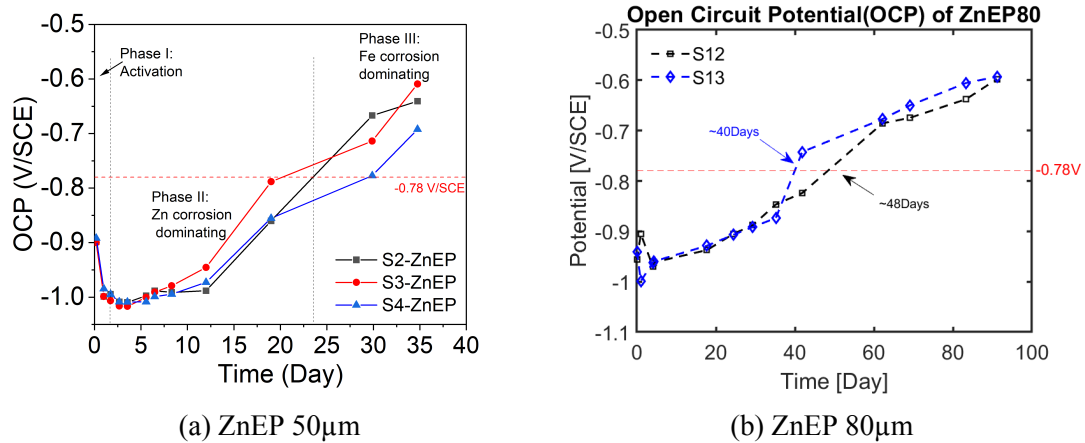 OCP (V/SCE)
-0.5
-0.6
-0.7
-0.8
-0.9
-1.0
Phase I:
Activation
Phase III:
Fe corrosion
dominating
-0.78 V/SCE
Phase II:
Zn corrosion
dominating
S2-ZnEP
S3-ZnEP
S4-ZnEP
0 5 10 15 20 25 30 35 40
Time (Day)
(a) ZnEP 50µm
Open Circuit Potential(OCP) of ZnEP80
Potential [V/SCE]
-0.5
-0.6
-0.7
-0.8
-0.9
-1
-1.1
S12
S13
~40Days
-0.78V
~48Days
0 20 40 60 80 100
Time [Day]
(b) ZnEP 80µm